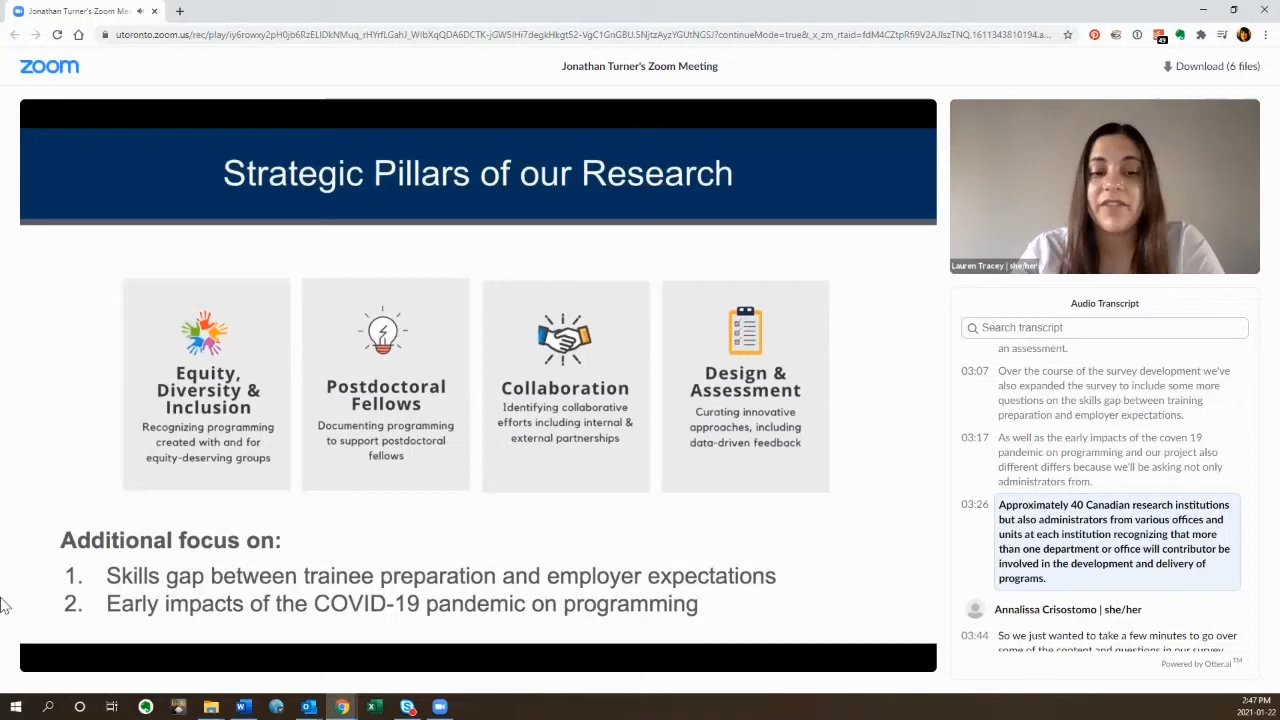 Jonathan Turner's Zoom Me
zoom
Jonathan Turner's Zoom Meeting
Download (6 files)
Strategic Pillars of our Research
Equity,
Diversity &
Inclusion
Recognizing programming
created with and for
equity-deserving groups
Postdoctoral
Fellows
Documenting programming
to support postdoctoral
fellows
Collaboration
Identifying collaborative
efforts including internal &
external partnerships
Design &
Assessment
Curating innovative
approaches, including
data-driven feedback
Additional focus on:
1. Skills gap between trainee preparation and employer expectations
2. Early impacts of the COVID-19 pandemic on programming
Lauren Tracey | she/her
Audio Transcript
Search transcript
an assessment.
03:07 Over the course of the survey development we've
also expanded the survey to include some more
questions on the skills gap between training
preparation and employer expectations.
03:17 As well as the early impacts of the coven 19
pandemic on programming and our project also
different differs because we'll be asking not only
administrators from.
03:26 Approximately 40 Canadian research institutions
but also administrators from various offices and
units at each institution recognizing that more
than one department or office will contributor be
involved in the development and delivery of
programs.
Annalissa Crisostomo | she/her
03:44 So we just wanted to take a few minutes to go over
some of the content and questions in our survey
Powered by Otter.ai™
49
2:47 PM
2021-01-22